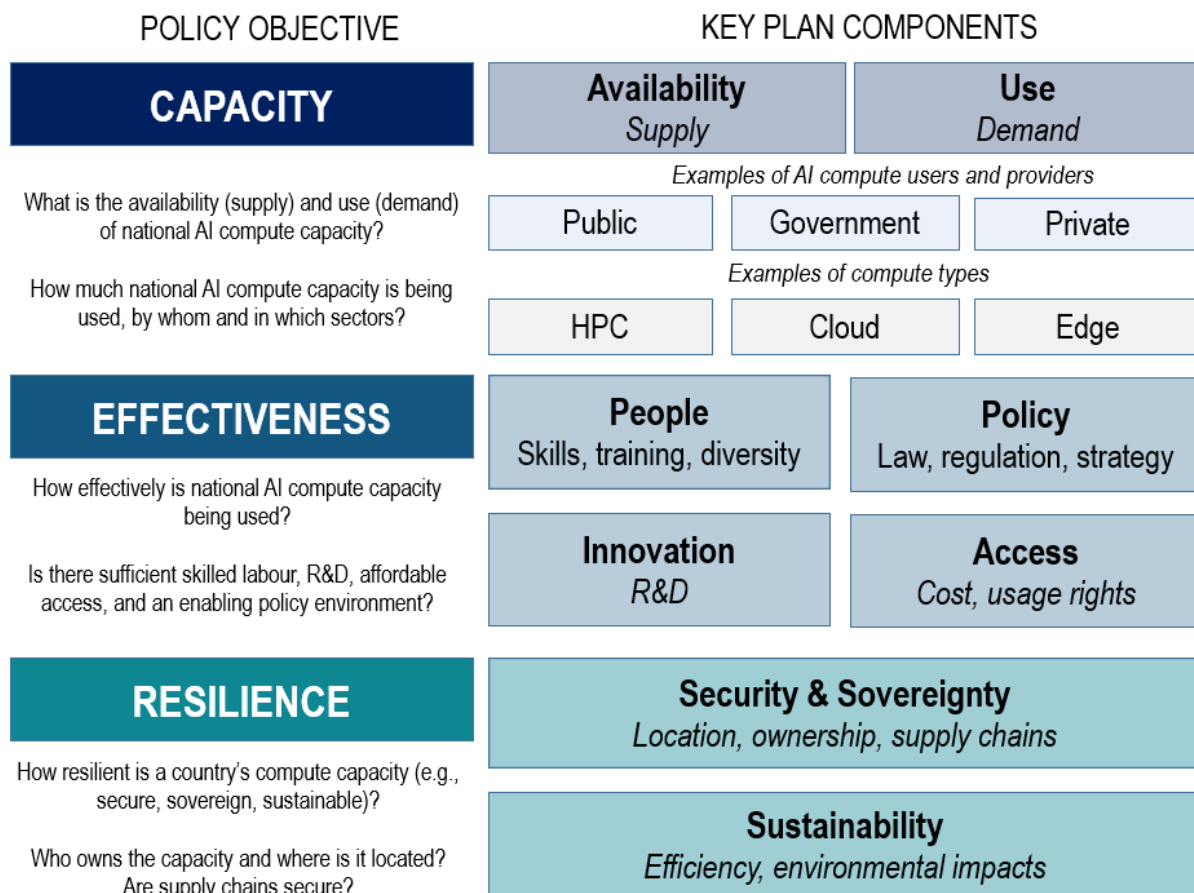 POLICY OBJECTIVE
KEY PLAN COMPONENTS
CAPACITY
What is the availability (supply) and use (demand)
of national AI compute capacity?
How much national AI compute capacity is being
used, by whom and in which sectors?
Availability
Supply
Use
Demand
Examples of AI compute users and providers
Public
Government
Private
Examples of compute types
HPC
Cloud
Edge
EFFECTIVENESS
How effectively is national AI compute capacity
being used?
Is there sufficient skilled labour, R&D, affordable
access, and an enabling policy environment?
People
Skills, training, diversity
Policy
Law, regulation, strategy
Innovation
R&D
Access
Cost, usage rights
RESILIENCE
How resilient is a country's compute capacity (e.g.,
secure, sovereign, sustainable)?
Who owns the capacity and where is it located?
Are supply chains secure?
Security & Sovereignty
Location, ownership, supply chains
Sustainability
Efficiency, environmental impacts